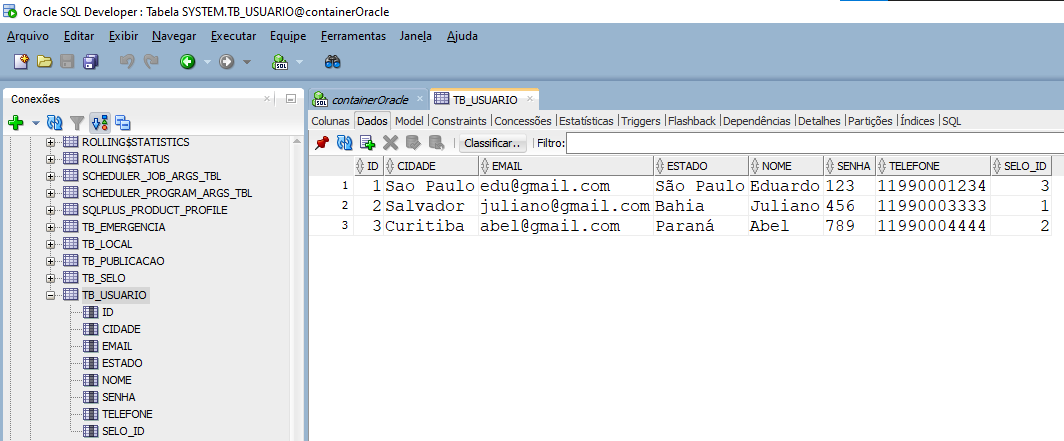 Oracle SQL Developer : Tabela SYSTEM.TB_USUARIO@containerOracle
Arquivo Editar Exibir Navegar Executar Equipe Ferramentas Janela Ajuda
SQL
Conexões
ROLLING$STATISTICS
ROLLING$STATUS
SCHEDULER_JOB_ARGS_TBL
SCHEDULER_PROGRAM_ARGS_TBL
SQLPLUS_PRODUCT_PROFILE
TB_EMERGENCIA
TB_LOCAL
TB_PUBLICACAO
TB_SELO
TB_USUARIO
ID
CIDADE
EMAIL
ESTADO
NOME
SENHA
TELEFONE
SELO_ID
SQL containerOracle TB_USUARIO
Colunas Dados Model Constraints Concessões Estatísticas Triggers Flashback Dependências Detalhes Partições Índices SQL
Classificar.. Filtro:
ID CIDADE EMAIL ESTADO NOME SENHA TELEFONE SELO_ID
1 1 Sao Paulo edu@gmail.com São Paulo Eduardo 123 11990001234 3
2 2 Salvador juliano@gmail.com Bahia Juliano 456 11990003333 1
3 3 Curitiba abel@gmail.com Paraná Abel 789 11990004444 2